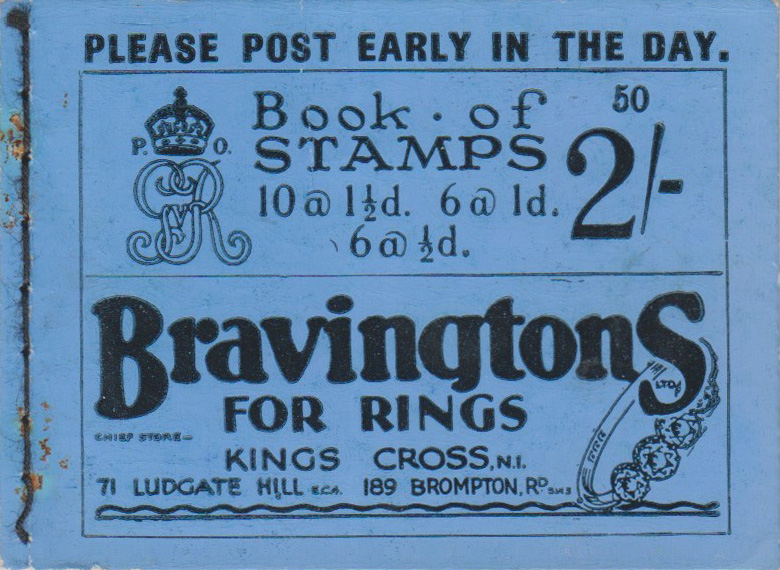 PLEASE POST EARLY IN THE DAY.
50
Book · of
P. O.
STAMPS
2/-
10 @ 1½d. 6 @ 1d.
6 @ ½d.
Bravingtons
LTD
FOR RINGS
CHIEF STORE—
KINGS CROSS, N.1.
71 LUDGATE HILL E.C.4. 189 BROMPTON, RD S.W.3